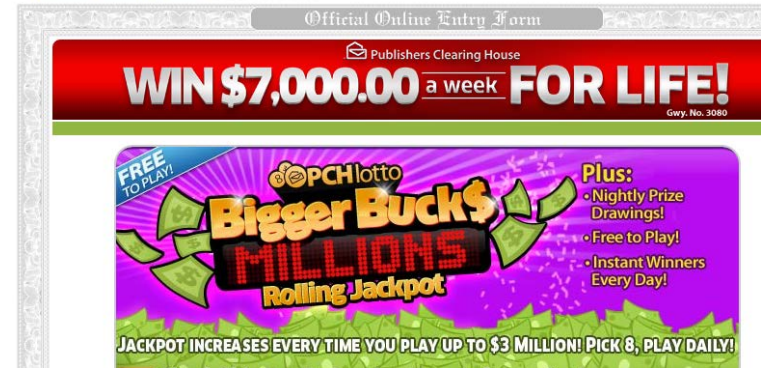 Official Online Entry Form
Publishers Clearing House
WIN $7,000.00 a week FOR LIFE!
Gwy. No. 3080
FREE
TO PLAY!
PCHlotto
Bigger Buck$
MILLIONS
Rolling Jackpot
Plus:
• Nightly Prize
Drawings!
• Free to Play!
• Instant Winners
Every Day!
JACKPOT INCREASES EVERY TIME YOU PLAY UP TO $3 MILLION! PICK 8, PLAY DAILY!